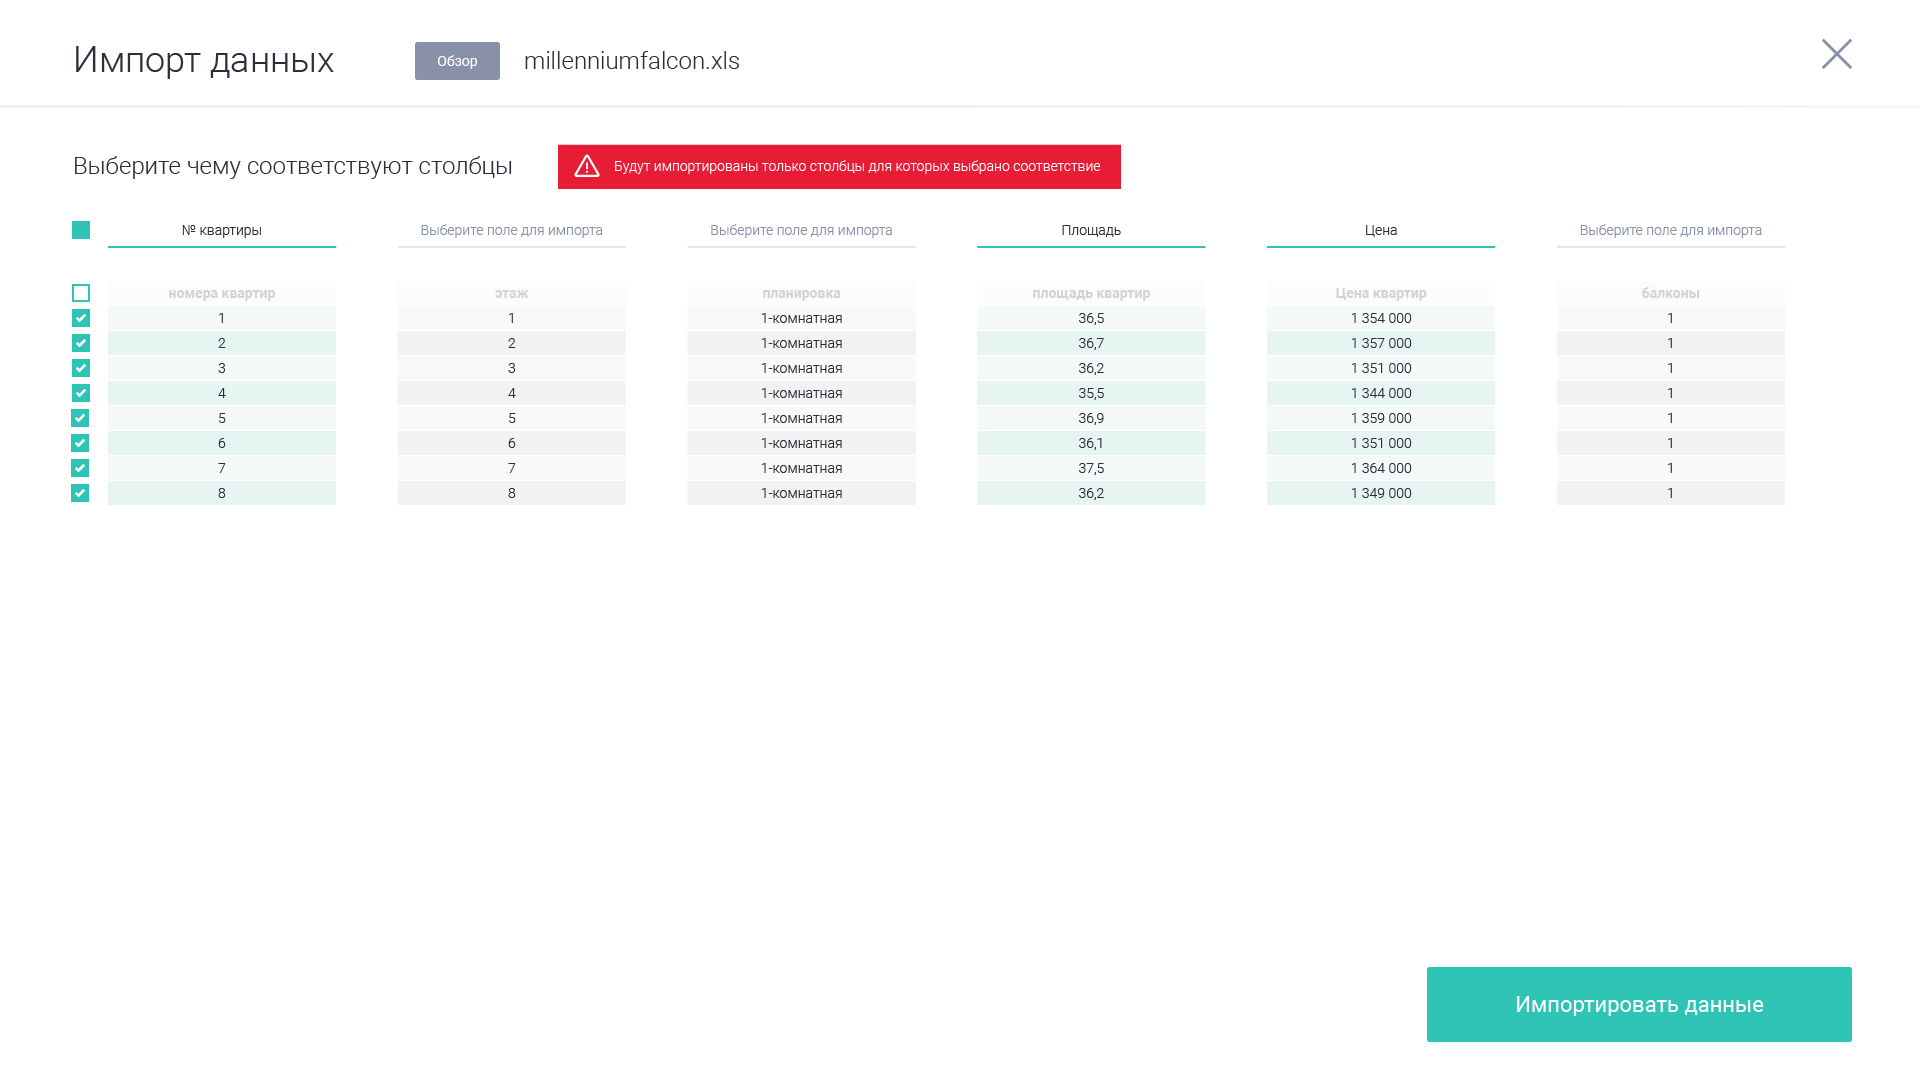 Импорт данных Обзор millenniumfalcon.xls
Выберите чему соответствуют столбцы Будут импортированы только столбцы для которых выбрано соответствие
№ квартиры Выберите поле для импорта Выберите поле для импорта Площадь Цена Выберите поле для импорта
номера квартир этаж планировка площадь квартир Цена квартир балконы
1 1 1-комнатная 36,5 1 354 000 1
2 2 1-комнатная 36,7 1 357 000 1
3 3 1-комнатная 36,2 1 351 000 1
4 4 1-комнатная 35,5 1 344 000 1
5 5 1-комнатная 36,9 1 359 000 1
6 6 1-комнатная 36,1 1 351 000 1
7 7 1-комнатная 37,5 1 364 000 1
8 8 1-комнатная 36,2 1 349 000 1
Импортировать данные